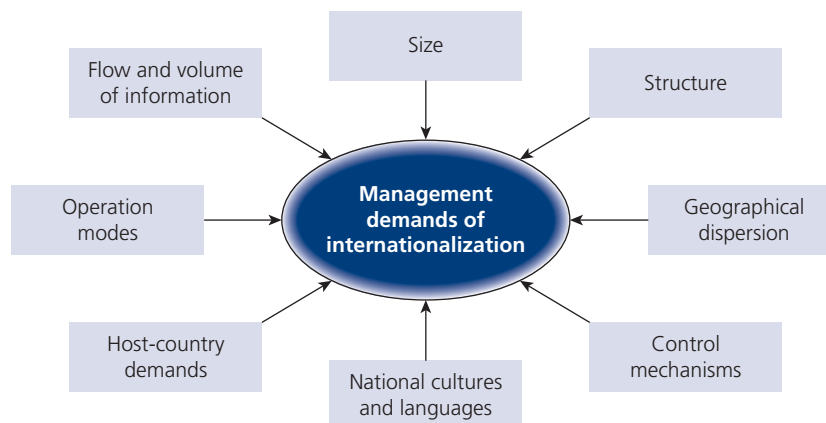 Size
Flow and volume
of information
Structure
Operation
modes
Management
demands of
internationalization
Geographical
dispersion
Host-country
demands
National cultures
and languages
Control
mechanisms